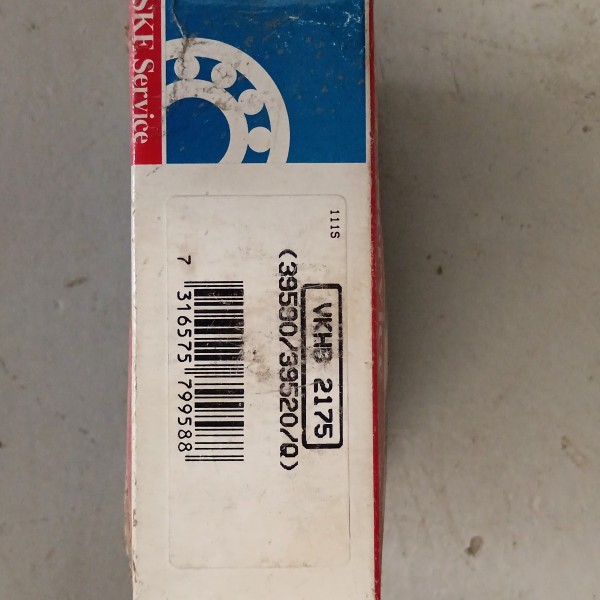 SKF Service
111S
VKHB 2175
(39590/39520/Q)
7 316575 799588